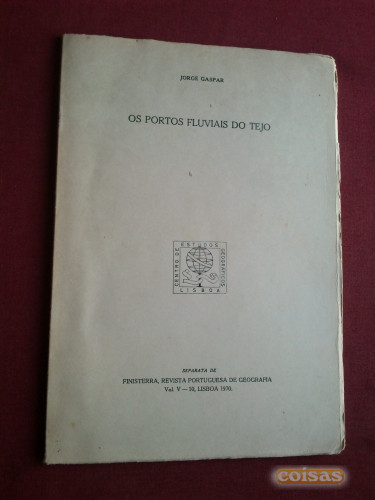 JORGE GASPAR
OS PORTOS FLUVIAIS DO TEJO
CENTRO DE ESTUDOS GEOGRÁFICOS
LISBOA
SEPARATA DE
FINISTERRA, REVISTA PORTUGUESA DE GEOGRAFIA
Vol. V — 10, LISBOA 1970.
coisas